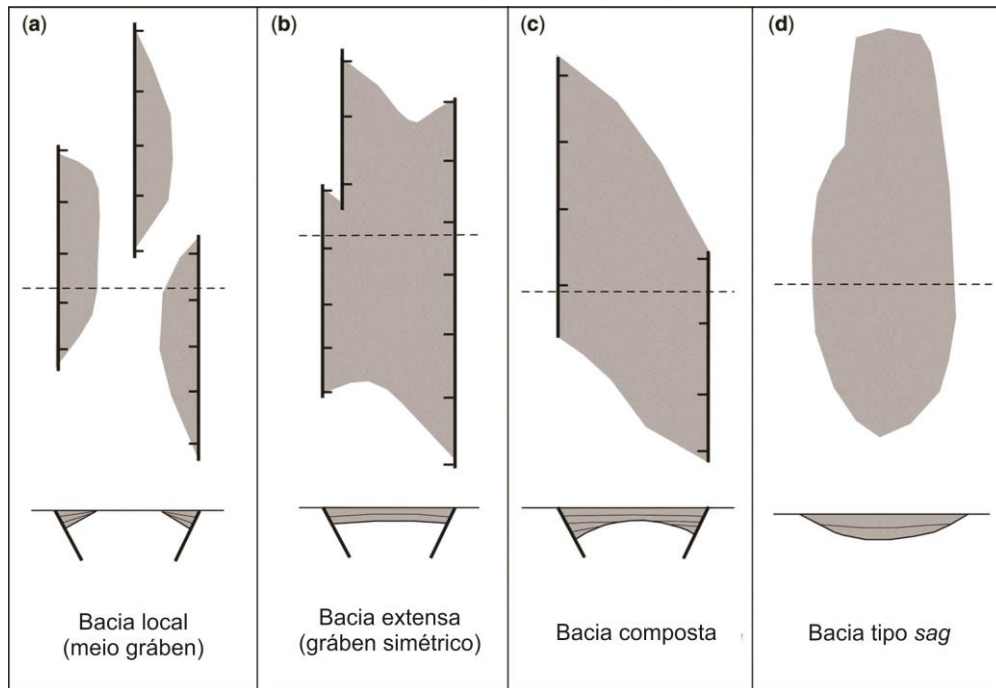 (a)
(b)
(c)
(d)
Bacia local
(meio gráben)
Bacia extensa
(gráben simétrico)
Bacia composta
Bacia tipo sag